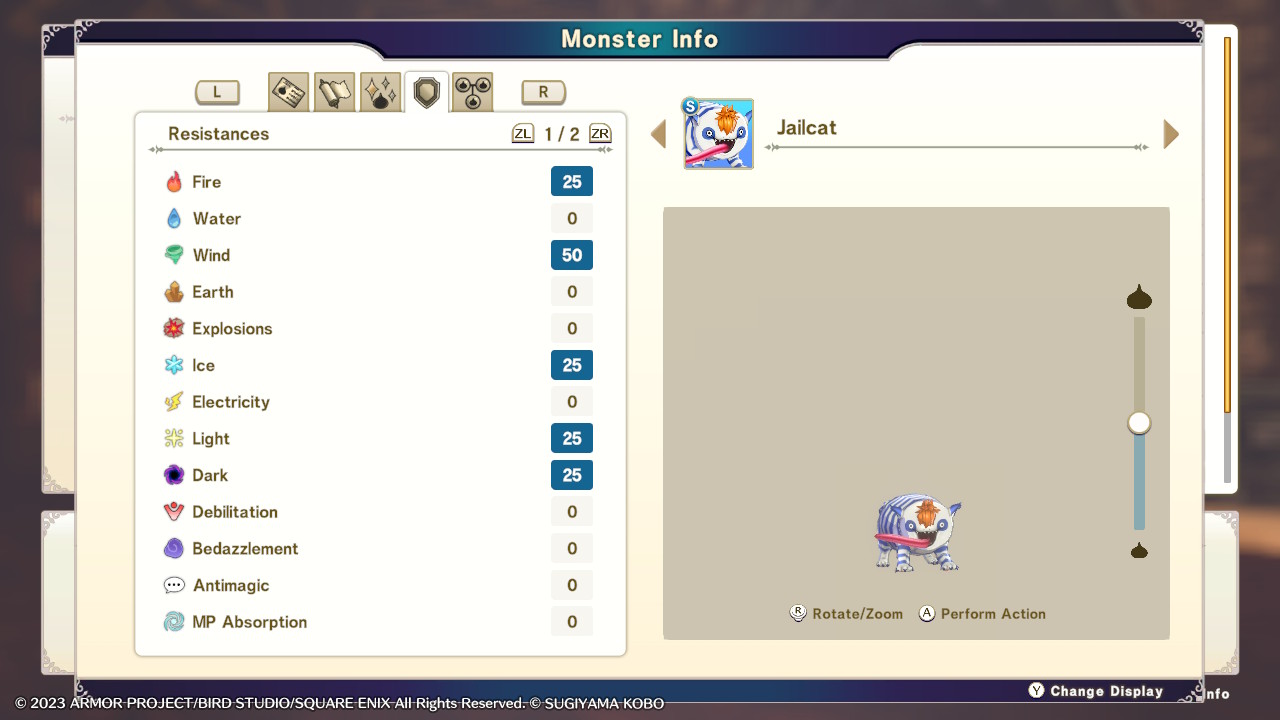 Monster Info
L
R
Resistances
ZL 1 / 2 ZR
S
Jailcat
Fire 25
Water 0
Wind 50
Earth 0
Explosions 0
Ice 25
Electricity 0
Light 25
Dark 25
Debilitation 0
Bedazzlement 0
Antimagic 0
MP Absorption 0
R Rotate/Zoom A Perform Action
Y Change Display
Info
© 2023 ARMOR PROJECT/BIRD STUDIO/SQUARE ENIX All Rights Reserved. © SUGIYAMA KOBO